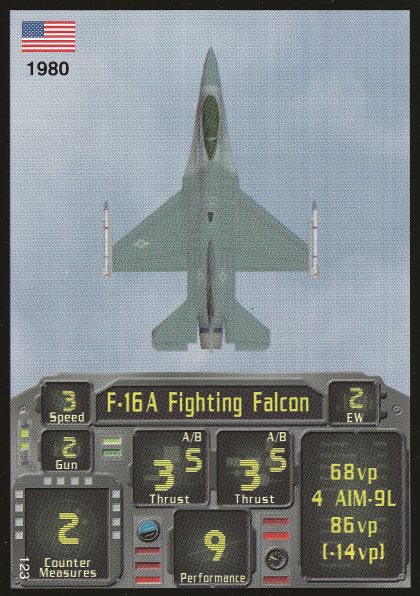 1980
3
Speed
F-16A Fighting Falcon
2
EW
2
Gun
A/B
3 5
Thrust
A/B
3 5
Thrust
68vp
4 AIM-9L
86vp
(-14vp)
2
Counter
Measures
9
Performance
123